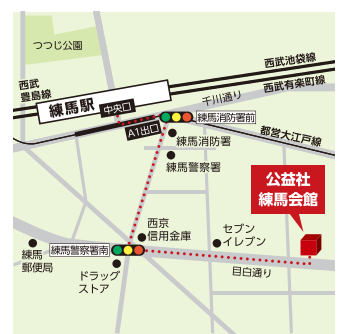 つつじ公園
西武池袋線
西武
豊島線
西武有楽町線
練馬駅
中央口
千川通り
A1出口
練馬消防署前
都営大江戸線
練馬消防署
練馬警察署
公益社
練馬会館
西京
信用金庫
セブン
イレブン
練馬
郵便局
練馬警察署南
目白通り
ドラッグ
ストア